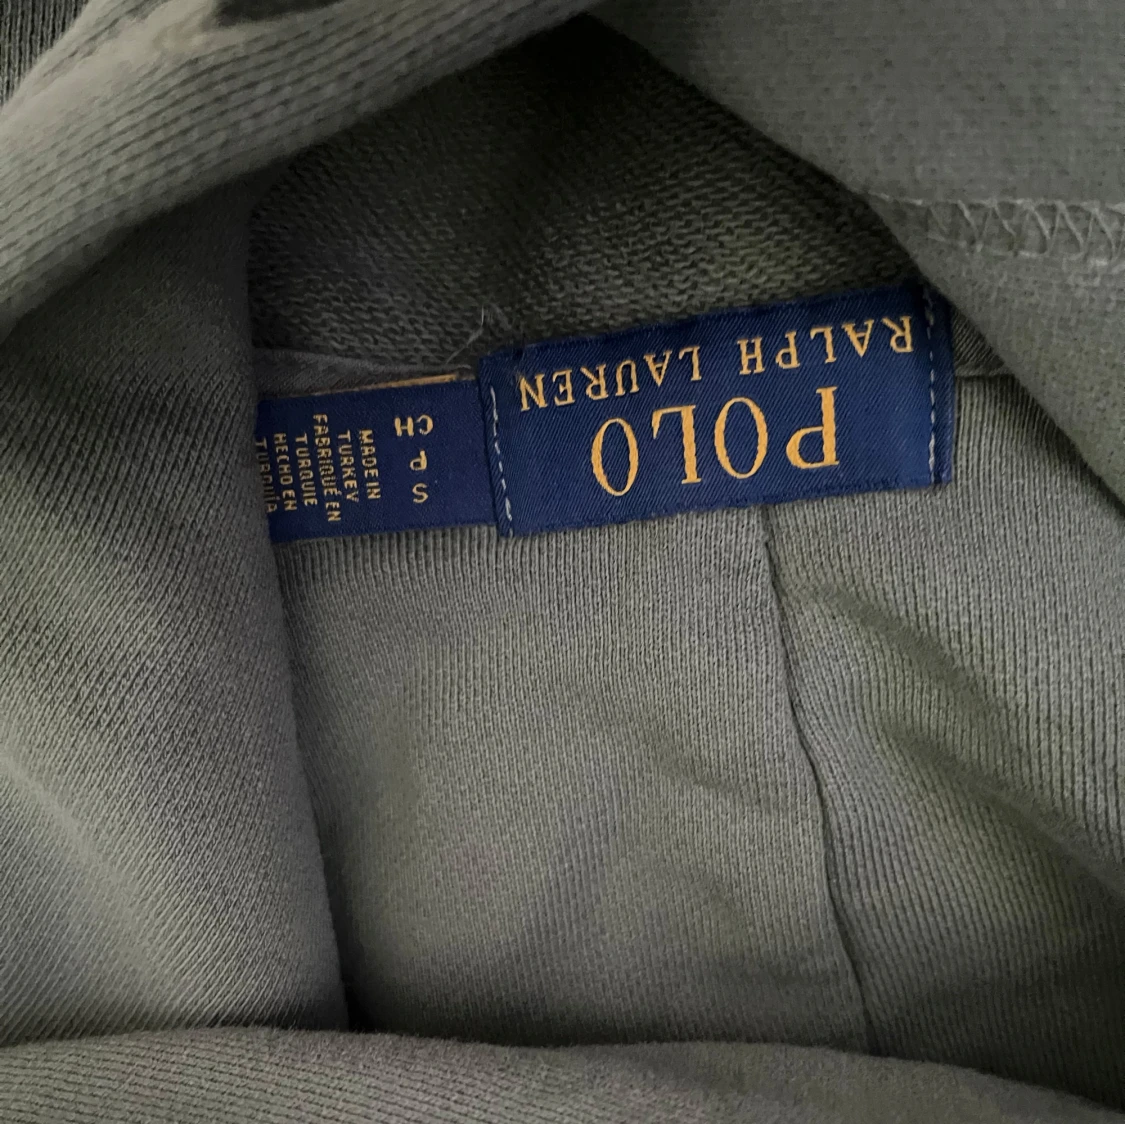 POLO
RALPH LAUREN
S
P
CH
MADE IN
TURKEY
FABRIQUÉ EN
TURQUIE
HECHO EN
TURQUÍA